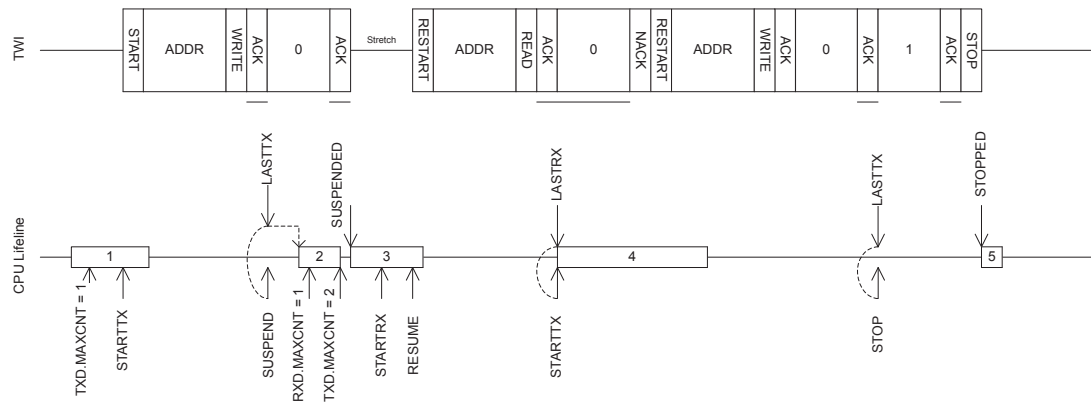 TWI
START
ADDR
WRITE
ACK
0
ACK
Stretch
RESTART
ADDR
READ
ACK
0
NACK
RESTART
ADDR
WRITE
ACK
0
ACK
1
ACK
STOP
CPU Lifeline
LASTTX
SUSPENDED
LASTRX
LASTTX
STOPPED
1
2
3
4
5
TXD.MAXCNT = 1
STARTTX
SUSPEND
RXD.MAXCNT = 1
TXD.MAXCNT = 2
STARTRX
RESUME
STARTTX
STOP